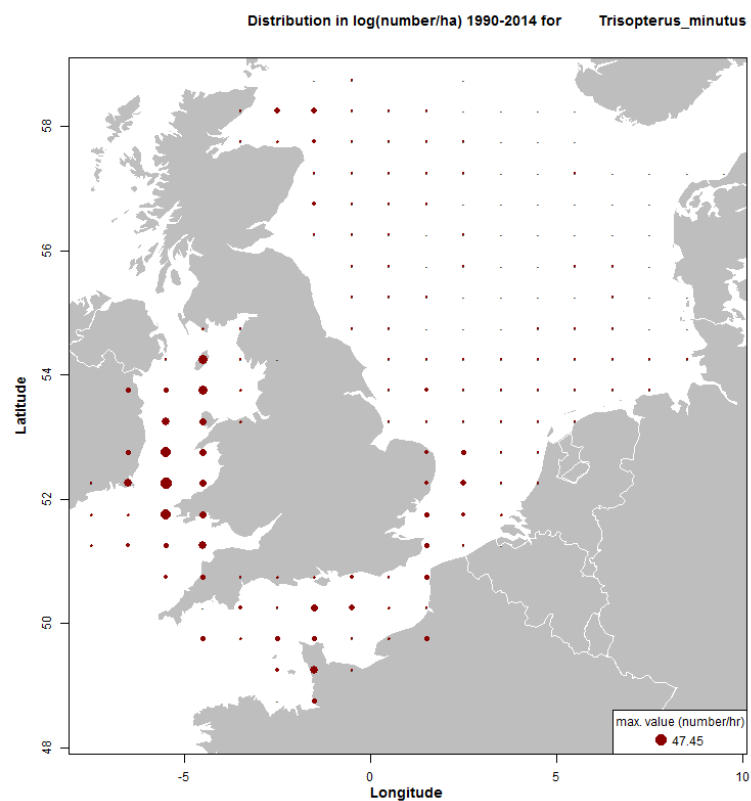 Distribution in log(number/ha) 1990-2014 for Trisopterus_minutus
58
56
54
52
50
48
Latitude
max. value (number/hr)
47.45
-5 0 5 10
Longitude